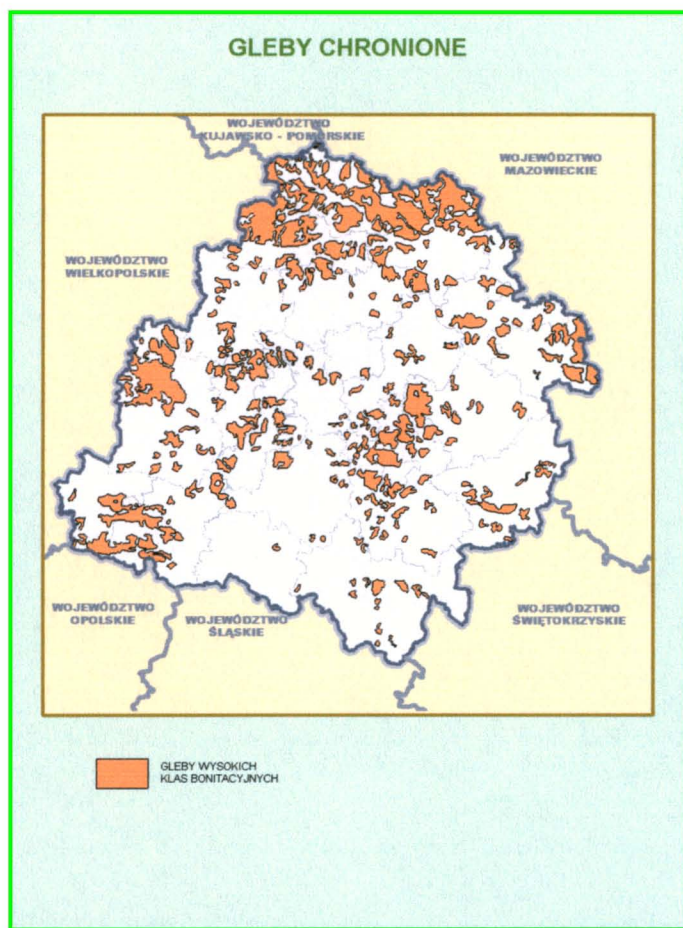 GLEBY CHRONIONE
WOJEWÓDZTWO
KUJAWSKO - POMORSKIE
WOJEWÓDZTWO
MAZOWIECKIE
WOJEWÓDZTWO
WIELKOPOLSKIE
WOJEWÓDZTWO
OPOLSKIE
WOJEWÓDZTWO
ŚLĄSKIE
WOJEWÓDZTWO
ŚWIĘTOKRZYSKIE
GLEBY WYSOKICH
KLAS BONITACYJNYCH